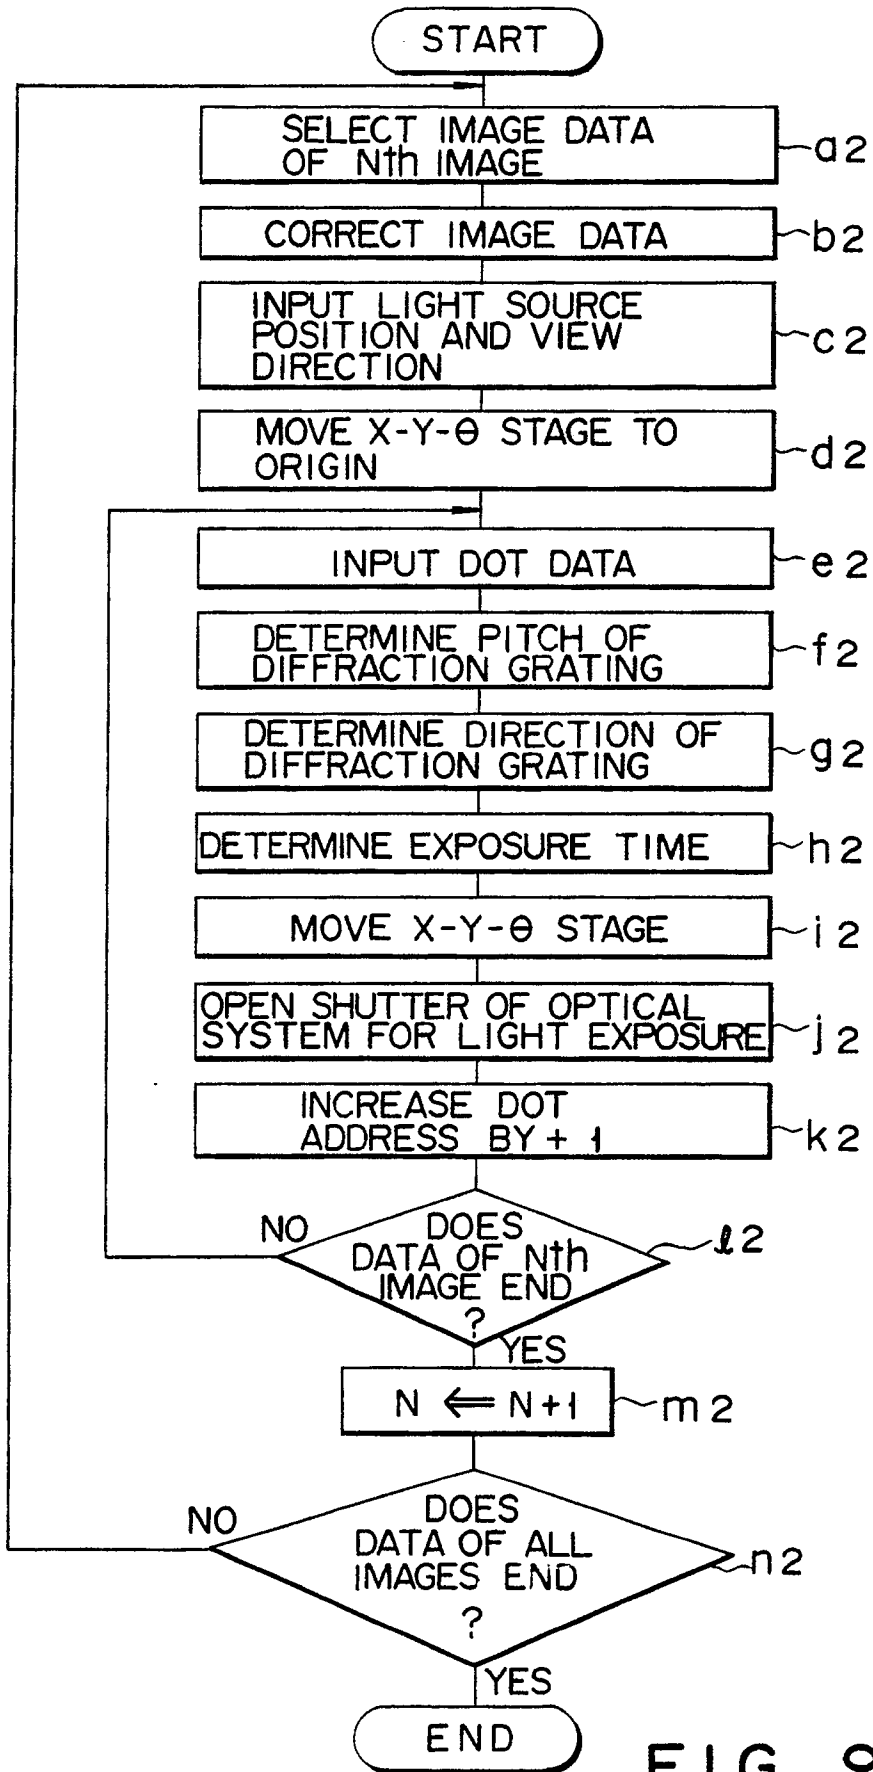 START
SELECT IMAGE DATA
OF Nth IMAGE
a2
CORRECT IMAGE DATA
b2
INPUT LIGHT SOURCE
POSITION AND VIEW
DIRECTION
c2
MOVE X-Y-θ STAGE TO
ORIGIN
d2
INPUT DOT DATA
e2
DETERMINE PITCH OF
DIFFRACTION GRATING
f2
DETERMINE DIRECTION OF
DIFFRACTION GRATING
g2
DETERMINE EXPOSURE TIME
h2
MOVE X-Y-θ STAGE
i2
OPEN SHUTTER OF OPTICAL
SYSTEM FOR LIGHT EXPOSURE
j2
INCREASE DOT
ADDRESS BY + 1
k2
NO
DOES
DATA OF Nth
IMAGE END
?
ℓ2
YES
N ⇐ N+1
m2
NO
DOES
DATA OF ALL
IMAGES END
?
n2
YES
END
FIG.